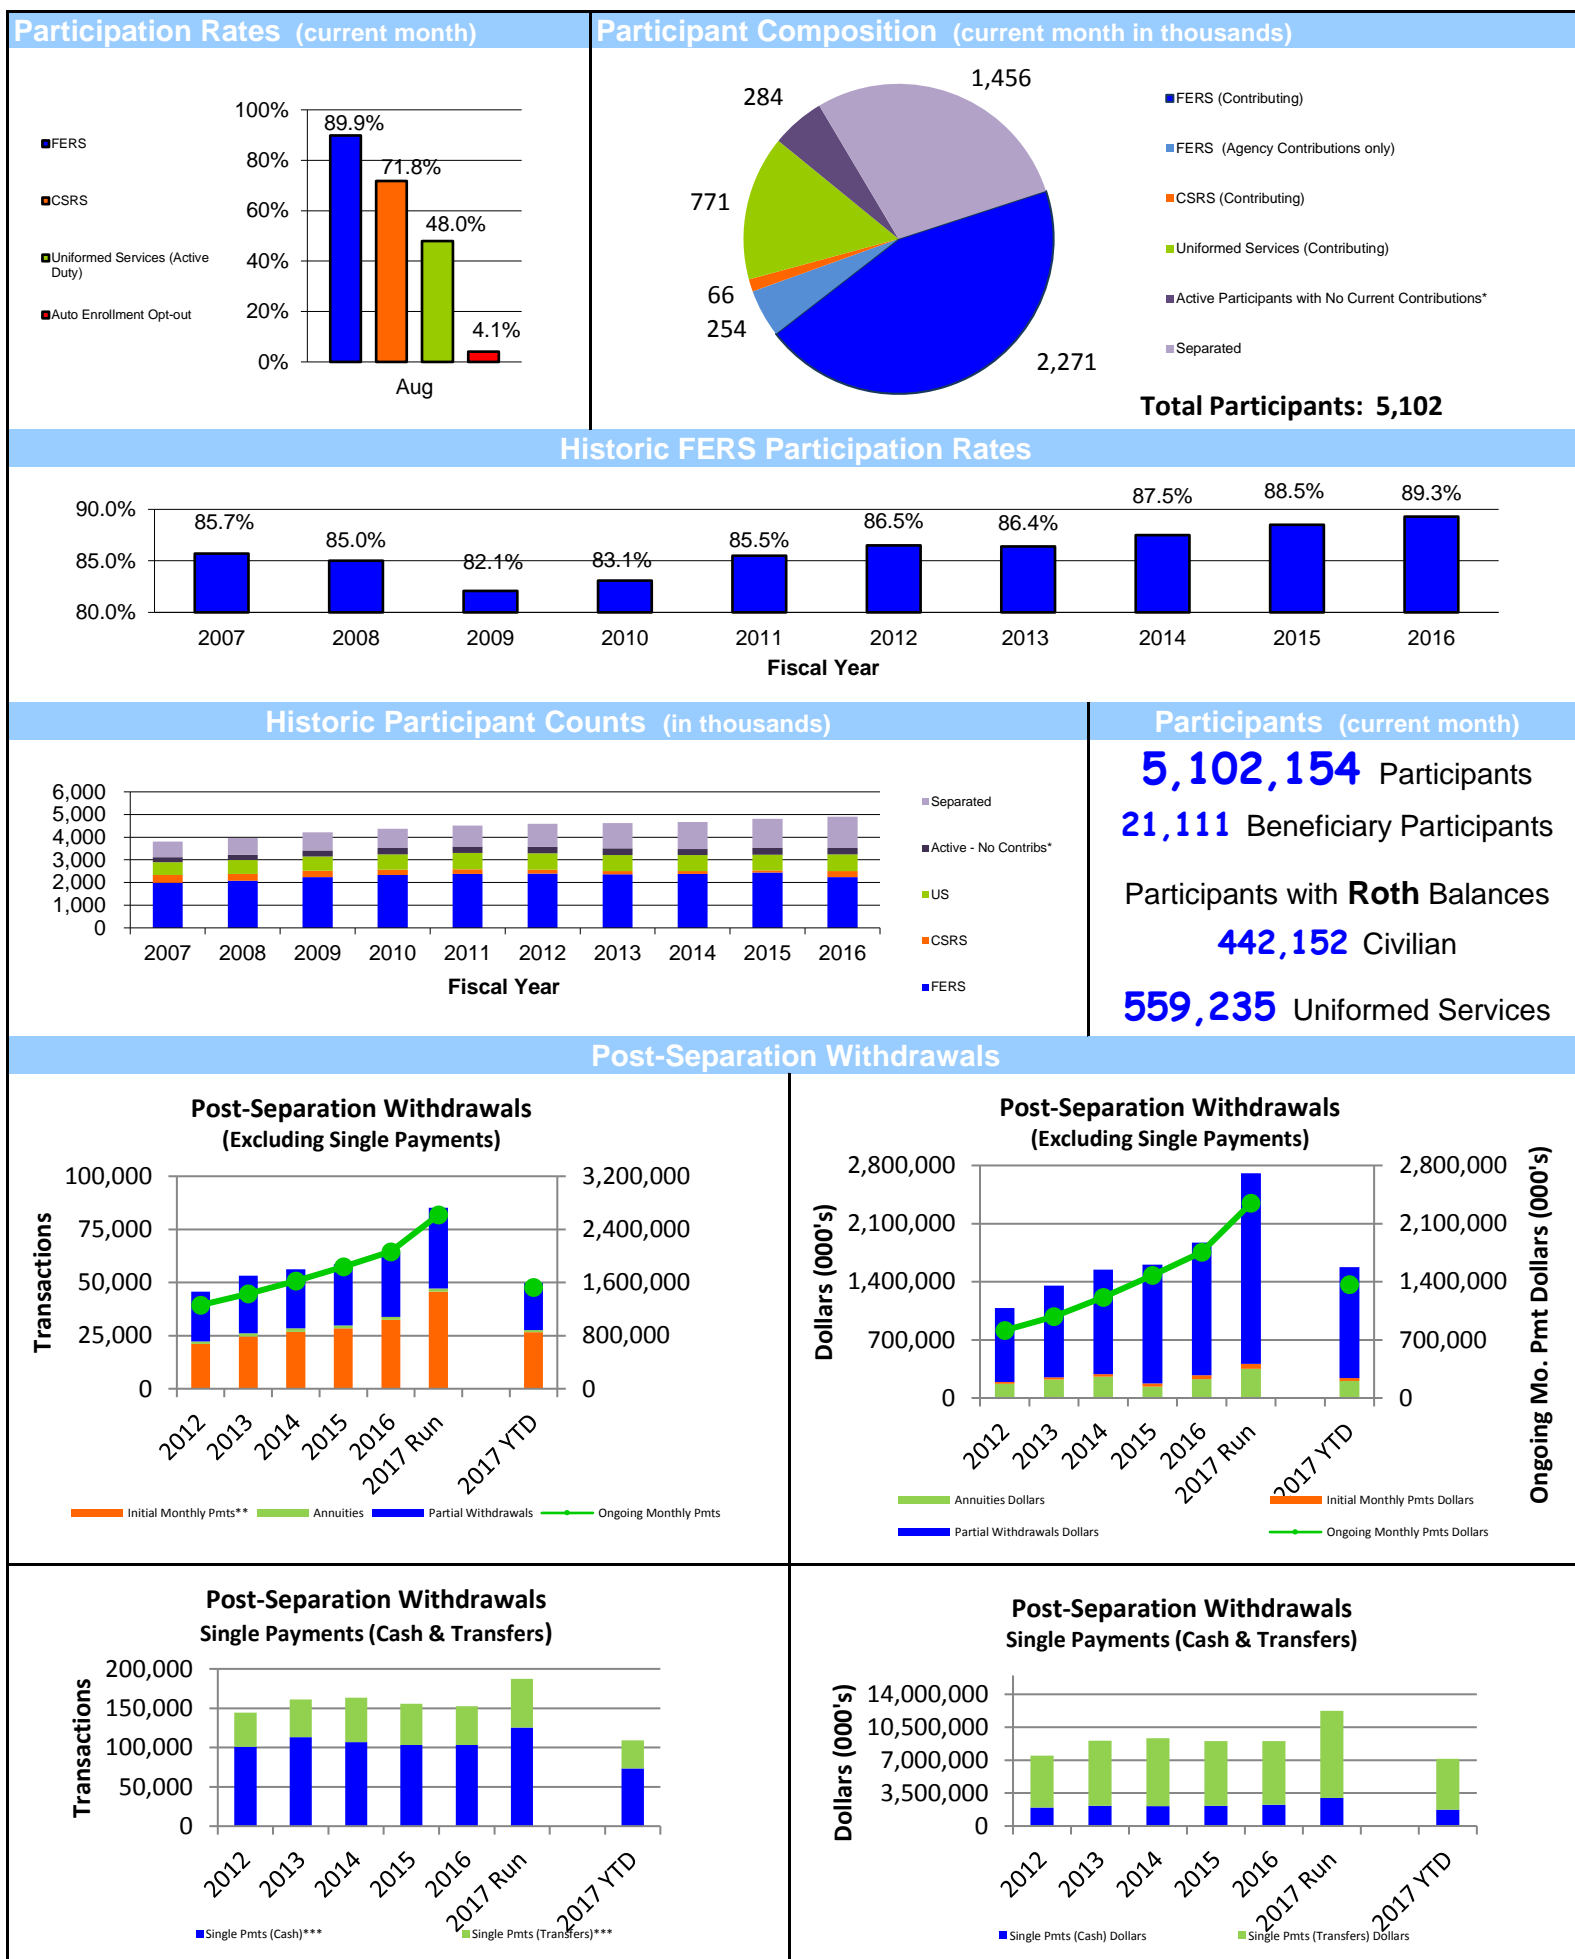 Participation Rates (current month)
100%
80%
60%
40%
20%
0%
89.9%
71.8%
48.0%
4.1%
Aug
FERS
CSRS
Uniformed Services (Active
Duty)
Auto Enrollment Opt-out
Participant Composition (current month in thousands)
1,456
284
771
66
254
2,271
FERS (Contributing)
FERS (Agency Contributions only)
CSRS (Contributing)
Uniformed Services (Contributing)
Active Participants with No Current Contributions*
Separated
Total Participants: 5,102
Historic FERS Participation Rates
90.0%
85.0%
80.0%
85.7%
85.0%
82.1%
83.1%
85.5%
86.5%
86.4%
87.5%
88.5%
89.3%
2007 2008 2009 2010 2011 2012 2013 2014 2015 2016
Fiscal Year
Historic Participant Counts (in thousands)
6,000
5,000
4,000
3,000
2,000
1,000
0
2007 2008 2009 2010 2011 2012 2013 2014 2015 2016
Fiscal Year
Separated
Active - No Contribs*
US
CSRS
FERS
Participants (current month)
5,102,154 Participants
21,111 Beneficiary Participants
Participants with Roth Balances
442,152 Civilian
559,235 Uniformed Services
Post-Separation Withdrawals
Post-Separation Withdrawals
(Excluding Single Payments)
Transactions
100,000
75,000
50,000
25,000
0
3,200,000
2,400,000
1,600,000
800,000
0
2012 2013 2014 2015 2016 2017 Run 2017 YTD
Initial Monthly Pmts** Annuities Partial Withdrawals Ongoing Monthly Pmts
Post-Separation Withdrawals
(Excluding Single Payments)
Dollars (000's)
2,800,000
2,100,000
1,400,000
700,000
0
2,800,000
2,100,000
1,400,000
700,000
0
Ongoing Mo. Pmt Dollars (000's)
2012 2013 2014 2015 2016 2017 Run 2017 YTD
Annuities Dollars Initial Monthly Pmts Dollars
Partial Withdrawals Dollars Ongoing Monthly Pmts Dollars
Post-Separation Withdrawals
Single Payments (Cash & Transfers)
Transactions
200,000
150,000
100,000
50,000
0
2012 2013 2014 2015 2016 2017 Run 2017 YTD
Single Pmts (Cash)*** Single Pmts (Transfers)***
Post-Separation Withdrawals
Single Payments (Cash & Transfers)
Dollars (000's)
14,000,000
10,500,000
7,000,000
3,500,000
0
2012 2013 2014 2015 2016 2017 Run 2017 YTD
Single Pmts (Cash) Dollars Single Pmts (Transfers) Dollars